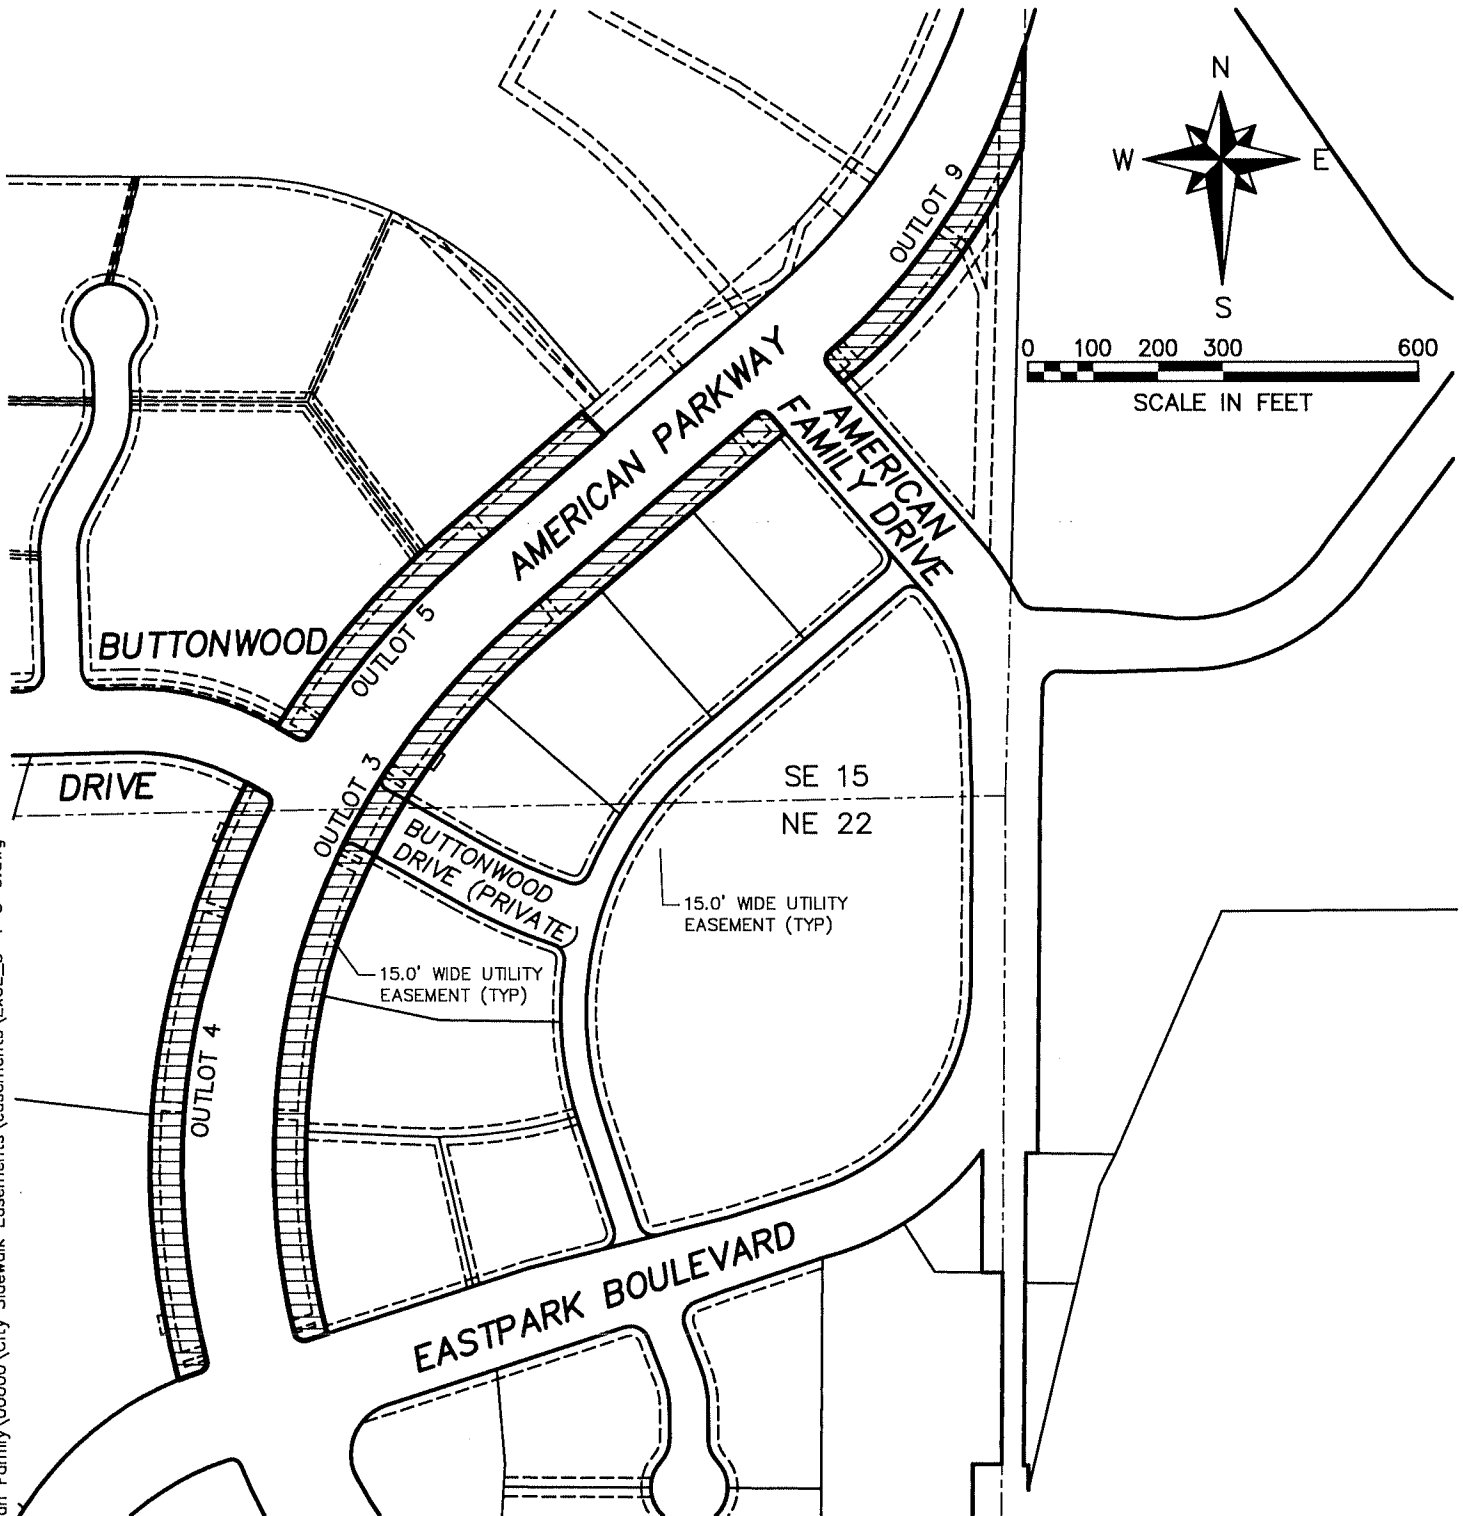 N
W E
S
0 100 200 300 600
SCALE IN FEET
OUTLOT 9
AMERICAN PARKWAY
AMERICAN
FAMILY DRIVE
OUTLOT 5
BUTTONWOOD
DRIVE
OUTLOT 3
SE 15
NE 22
BUTTONWOOD
DRIVE (PRIVATE)
15.0' WIDE UTILITY
EASEMENT (TYP)
15.0' WIDE UTILITY
EASEMENT (TYP)
OUTLOT 4
EASTPARK BOULEVARD